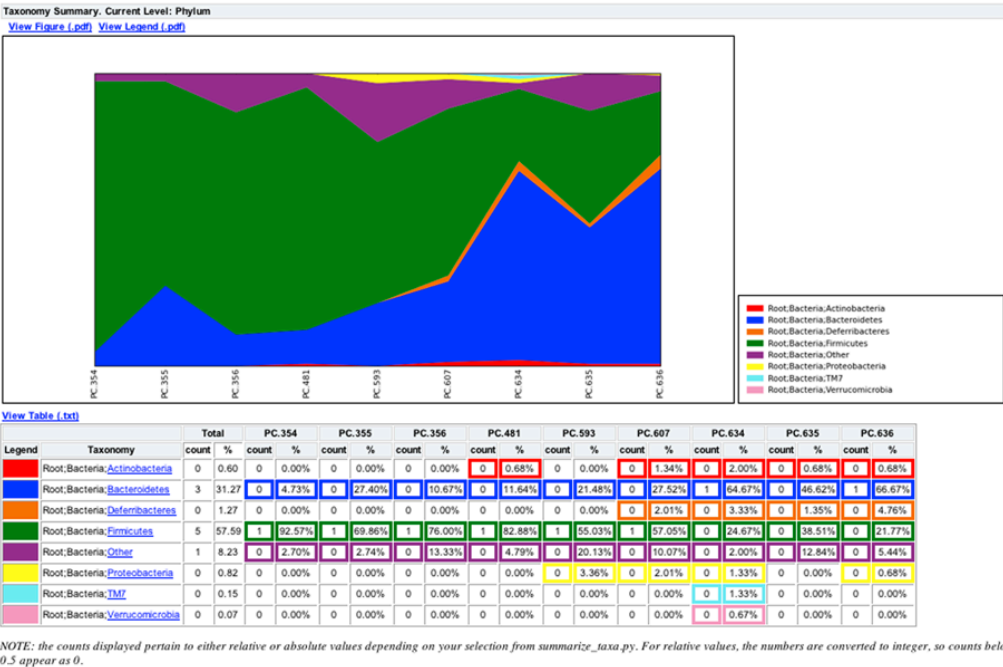 Taxonomy Summary. Current Level: Phylum
View Figure (.pdf) View Legend (.pdf)
PC.354 PC.355 PC.356 PC.481 PC.593 PC.607 PC.634 PC.635 PC.636
Root;Bacteria;Actinobacteria
Root;Bacteria;Bacteroidetes
Root;Bacteria;Deferribacteres
Root;Bacteria;Firmicutes
Root;Bacteria;Other
Root;Bacteria;Proteobacteria
Root;Bacteria;TM7
Root;Bacteria;Verrucomicrobia
View Table (.txt)
Total PC.354 PC.355 PC.356 PC.481 PC.593 PC.607 PC.634 PC.635 PC.636
Legend Taxonomy count % count % count % count % count % count % count % count % count % count %
Root;Bacteria;Actinobacteria 0 0.60 0 0.00% 0 0.00% 0 0.00% 0 0.68% 0 0.00% 0 1.34% 0 2.00% 0 0.68% 0 0.68%
Root;Bacteria;Bacteroidetes 3 31.27 0 4.73% 0 27.40% 0 10.67% 0 11.64% 0 21.48% 0 27.52% 1 64.67% 0 46.62% 1 66.67%
Root;Bacteria;Deferribacteres 0 1.27 0 0.00% 0 0.00% 0 0.00% 0 0.00% 0 0.00% 0 2.01% 0 3.33% 0 1.35% 0 4.76%
Root;Bacteria;Firmicutes 5 57.59 1 92.57% 1 69.86% 1 76.00% 1 82.88% 1 55.03% 1 57.05% 0 24.67% 0 38.51% 0 21.77%
Root;Bacteria;Other 1 8.23 0 2.70% 0 2.74% 0 13.33% 0 4.79% 0 20.13% 0 10.07% 0 2.00% 0 12.84% 0 5.44%
Root;Bacteria;Proteobacteria 0 0.82 0 0.00% 0 0.00% 0 0.00% 0 0.00% 0 3.36% 0 2.01% 0 1.33% 0 0.00% 0 0.68%
Root;Bacteria;TM7 0 0.15 0 0.00% 0 0.00% 0 0.00% 0 0.00% 0 0.00% 0 0.00% 0 1.33% 0 0.00% 0 0.00%
Root;Bacteria;Verrucomicrobia 0 0.07 0 0.00% 0 0.00% 0 0.00% 0 0.00% 0 0.00% 0 0.00% 0 0.67% 0 0.00% 0 0.00%
NOTE: the counts displayed pertain to either relative or absolute values depending on your selection from summarize_taxa.py. For relative values, the numbers are converted to integer, so counts bel
0.5 appear as 0.